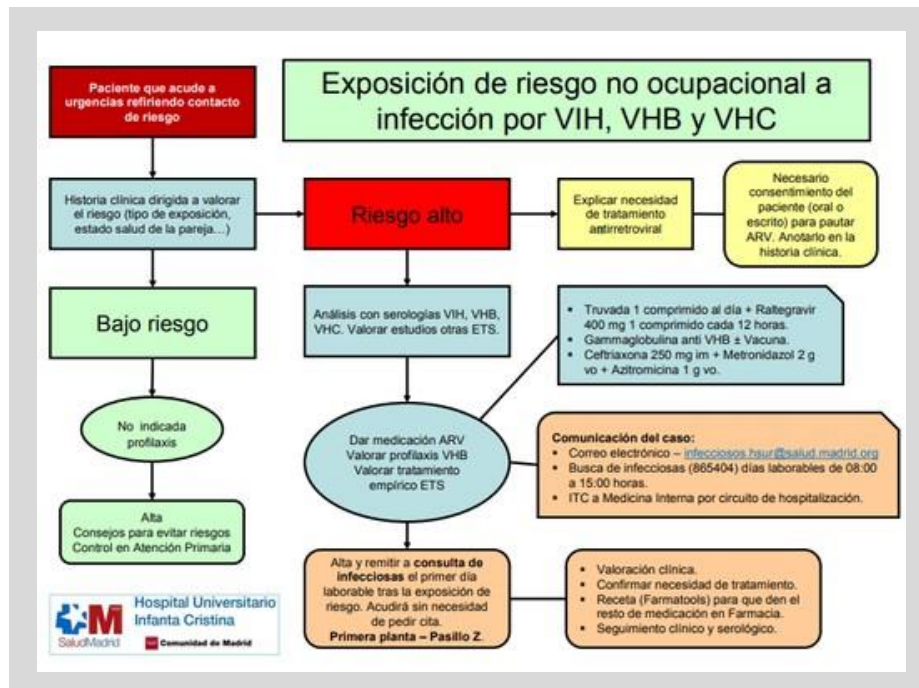 Exposición de riesgo no ocupacional a
infección por VIH, VHB y VHC
Paciente que acude a
urgencias refiriendo contacto
de riesgo
Historia clínica dirigida a valorar
el riesgo (tipo de exposición,
estado salud de la pareja...)
Riesgo alto
Explicar necesidad
de tratamiento
antirretroviral
Necesario
consentimiento del
paciente (oral o
escrito) para pautar
ARV. Anotarlo en la
historia clínica.
Bajo riesgo
Análisis con serologías VIH, VHB,
VHC. Valorar estudios otras ETS.
▪ Truvada 1 comprimido al día + Raltegravir
400 mg 1 comprimido cada 12 horas.
▪ Gammaglobulina anti VHB ± Vacuna.
▪ Ceftriaxona 250 mg im + Metronidazol 2 g
vo + Azitromicina 1 g vo.
No indicada
profilaxis
Dar medicación ARV
Valorar profilaxis VHB
Valorar tratamiento
empírico ETS
Comunicación del caso:
▪ Correo electrónico – infecciosos.hsur@salud.madrid.org
▪ Busca de infecciosas (865404) días laborables de 08:00
a 15:00 horas.
▪ ITC a Medicina Interna por circuito de hospitalización.
Alta
Consejos para evitar riesgos
Control en Atención Primaria
Alta y remitir a consulta de
infecciosas el primer día
laborable tras la exposición de
riesgo. Acudirá sin necesidad
de pedir cita.
Primera planta – Pasillo Z.
▪ Valoración clínica.
▪ Confirmar necesidad de tratamiento.
▪ Receta (Farmatools) para que den el
resto de medicación en Farmacia.
▪ Seguimiento clínico y serológico.
SaludMadrid
Hospital Universitario
Infanta Cristina
Comunidad de Madrid